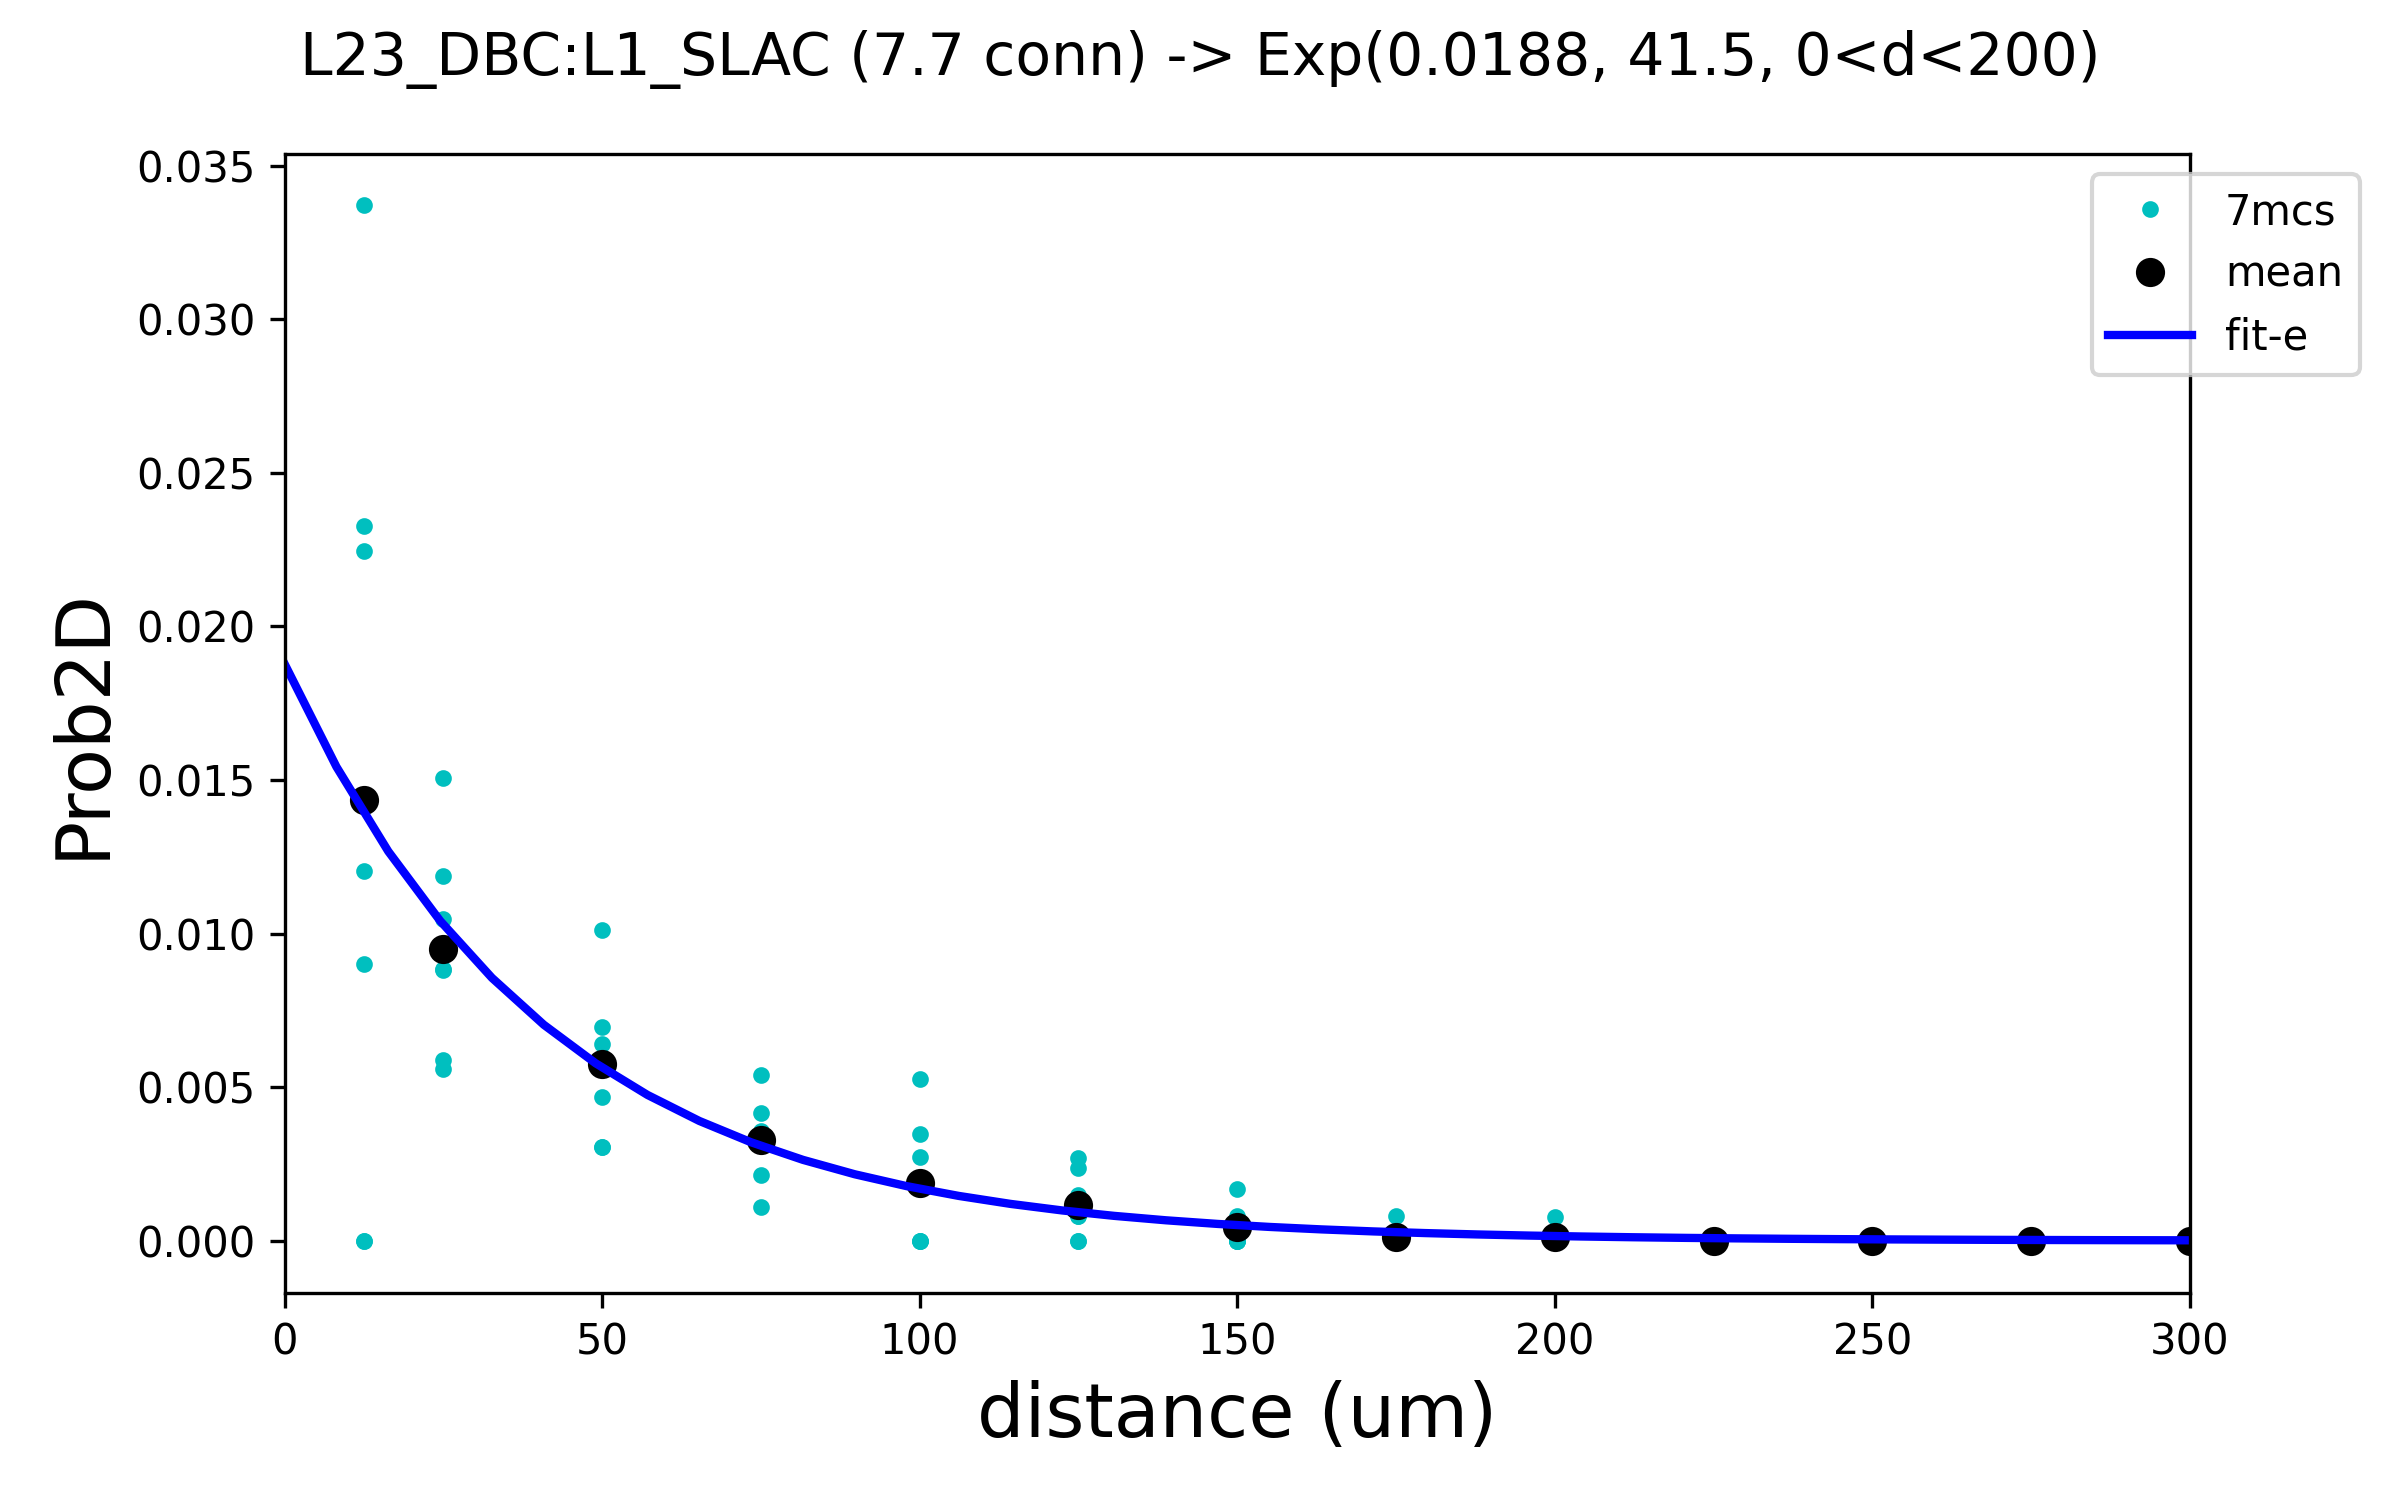 L23_DBC:L1_SLAC (7.7 conn) -> Exp(0.0188, 41.5, 0<d<200)
0.035
0.030
0.025
0.020
0.015
0.010
0.005
0.000
Prob2D
7mcs
mean
fit-e
0 50 100 150 200 250 300
distance (um)